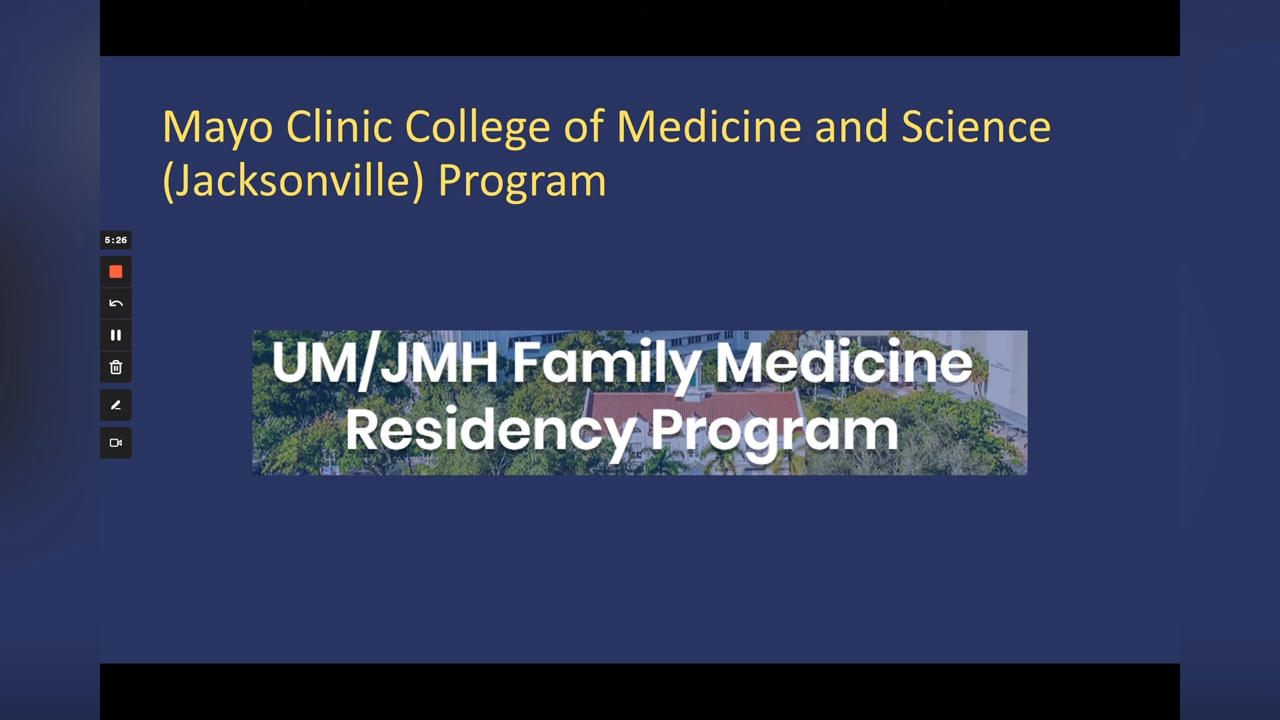 Mayo Clinic College of Medicine and Science
(Jacksonville) Program
5:26
UM/JMH Family Medicine
Residency Program